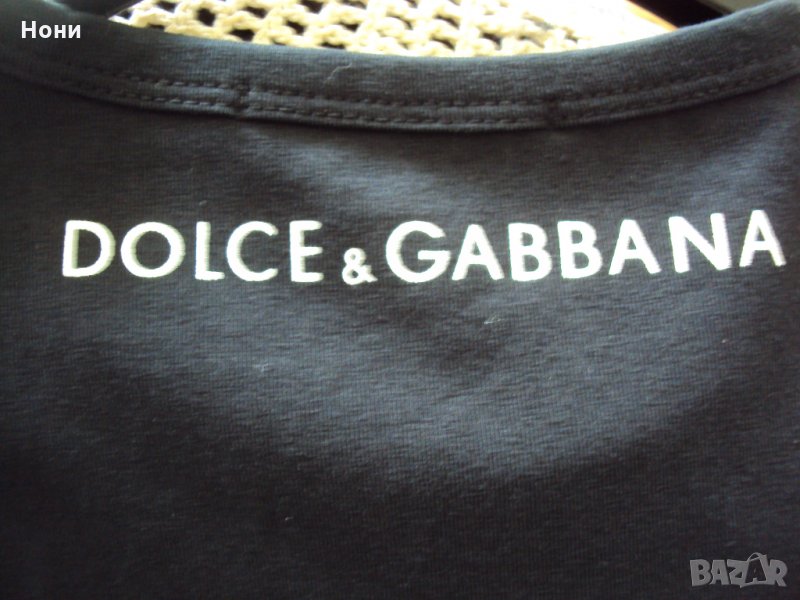 Нони
DOLCE & GABBANA
BAZAR